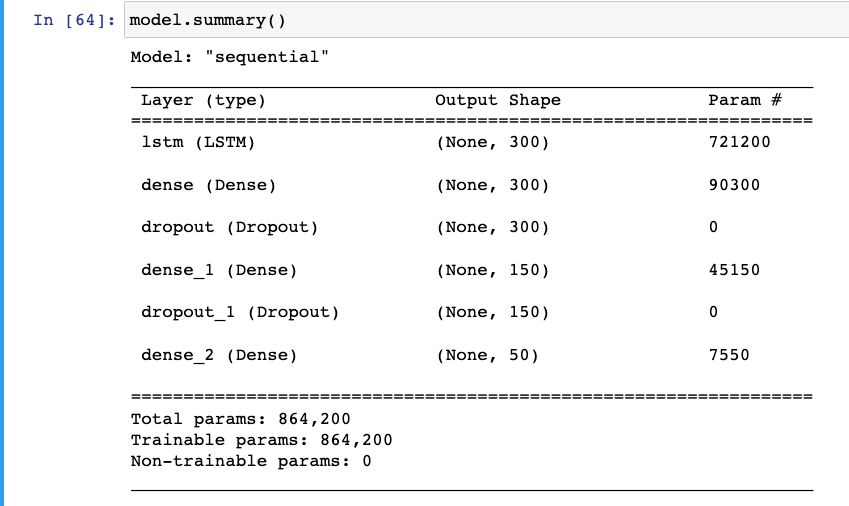 In [64]: model.summary()
Model: "sequential"
_________________________________________________________________
Layer (type) Output Shape Param #
=================================================================
lstm (LSTM) (None, 300) 721200
dense (Dense) (None, 300) 90300
dropout (Dropout) (None, 300) 0
dense_1 (Dense) (None, 150) 45150
dropout_1 (Dropout) (None, 150) 0
dense_2 (Dense) (None, 50) 7550
=================================================================
Total params: 864,200
Trainable params: 864,200
Non-trainable params: 0
_________________________________________________________________